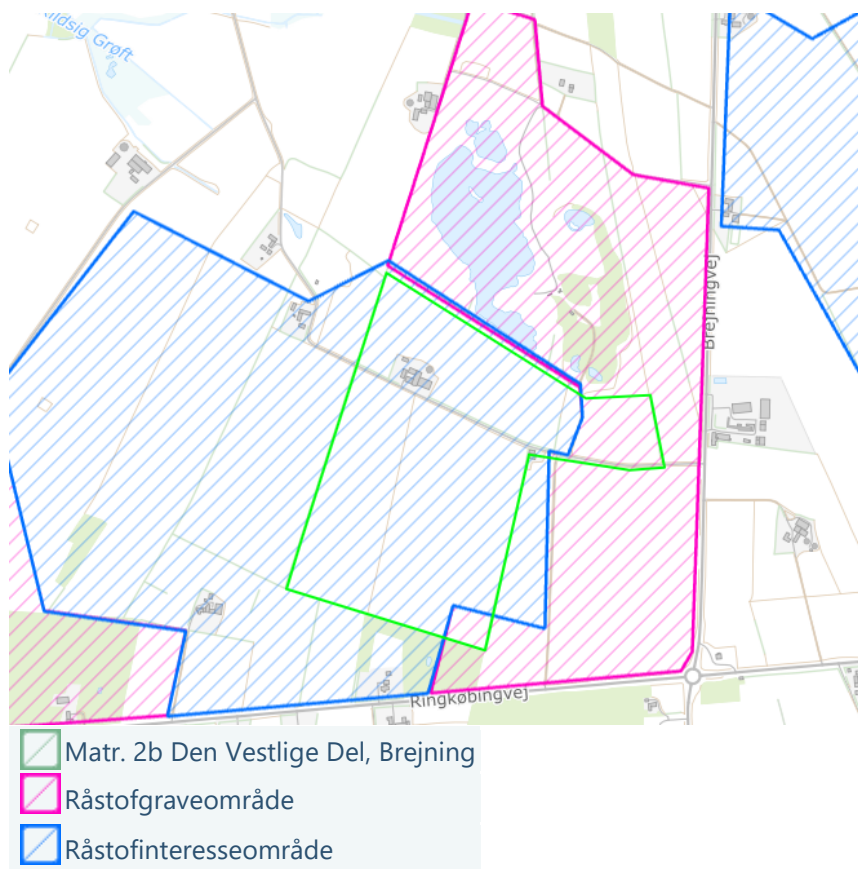 Kildsig Grøft
Brejningvej
Ringkøbingvej
Matr. 2b Den Vestlige Del, Brejning
Råstofgraveområde
Råstofinteresseområde